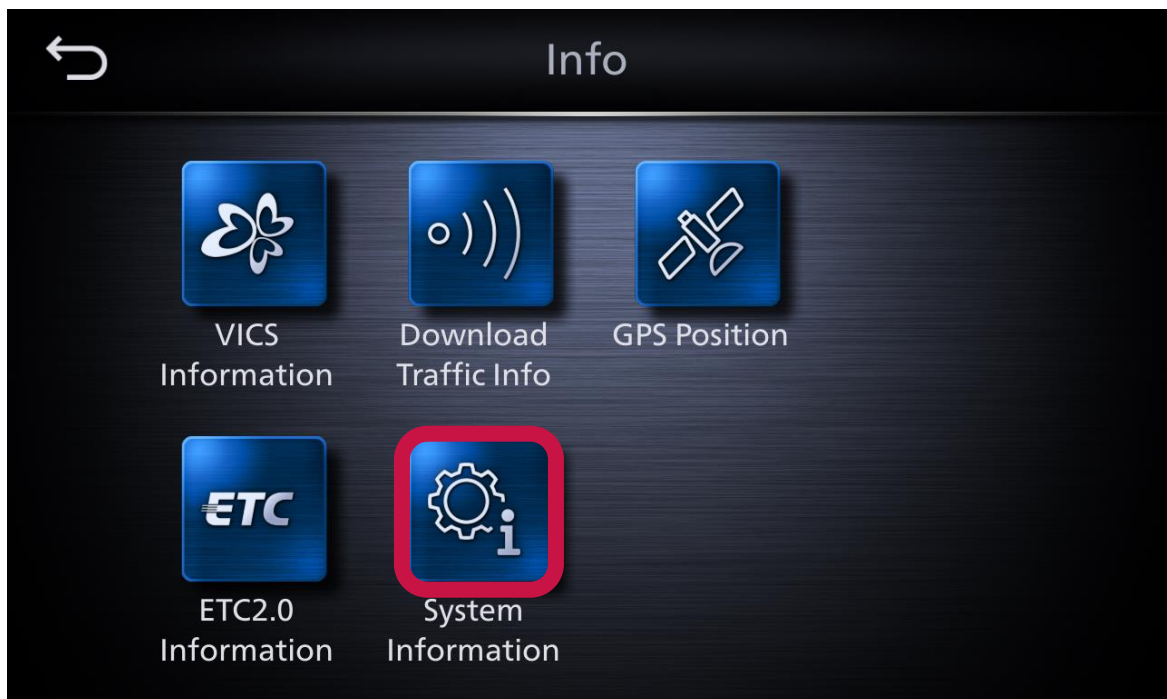 Info
VICS
Information
Download
Traffic Info
GPS Position
ETC
ETC2.0
Information
i
System
Information